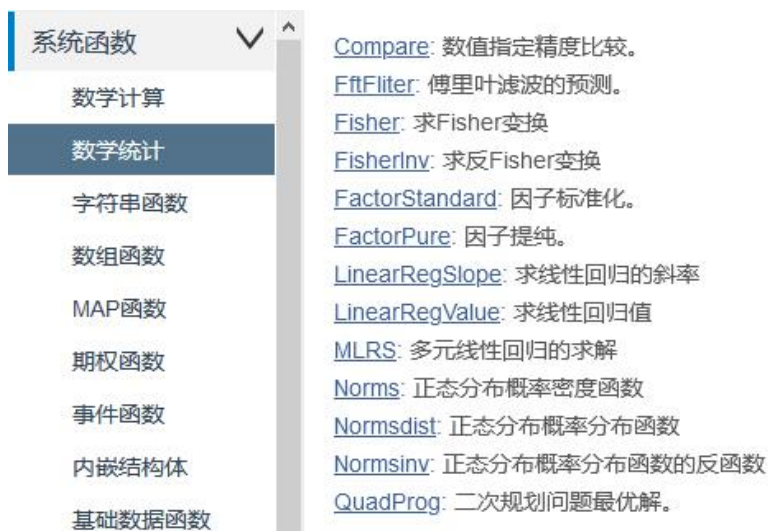 系统函数
数学计算
数学统计
字符串函数
数组函数
MAP函数
期权函数
事件函数
内嵌结构体
基础数据函数
Compare: 数值指定精度比较。
FftFliter: 傅里叶滤波的预测。
Fisher: 求Fisher变换
FisherInv: 求反Fisher变换
FactorStandard: 因子标准化。
FactorPure: 因子提纯。
LinearRegSlope: 求线性回归的斜率
LinearRegValue: 求线性回归值
MLRS: 多元线性回归的求解
Norms: 正态分布概率密度函数
Normsdist: 正态分布概率分布函数
Normsinv: 正态分布概率分布函数的反函数
QuadProg: 二次规划问题最优解。